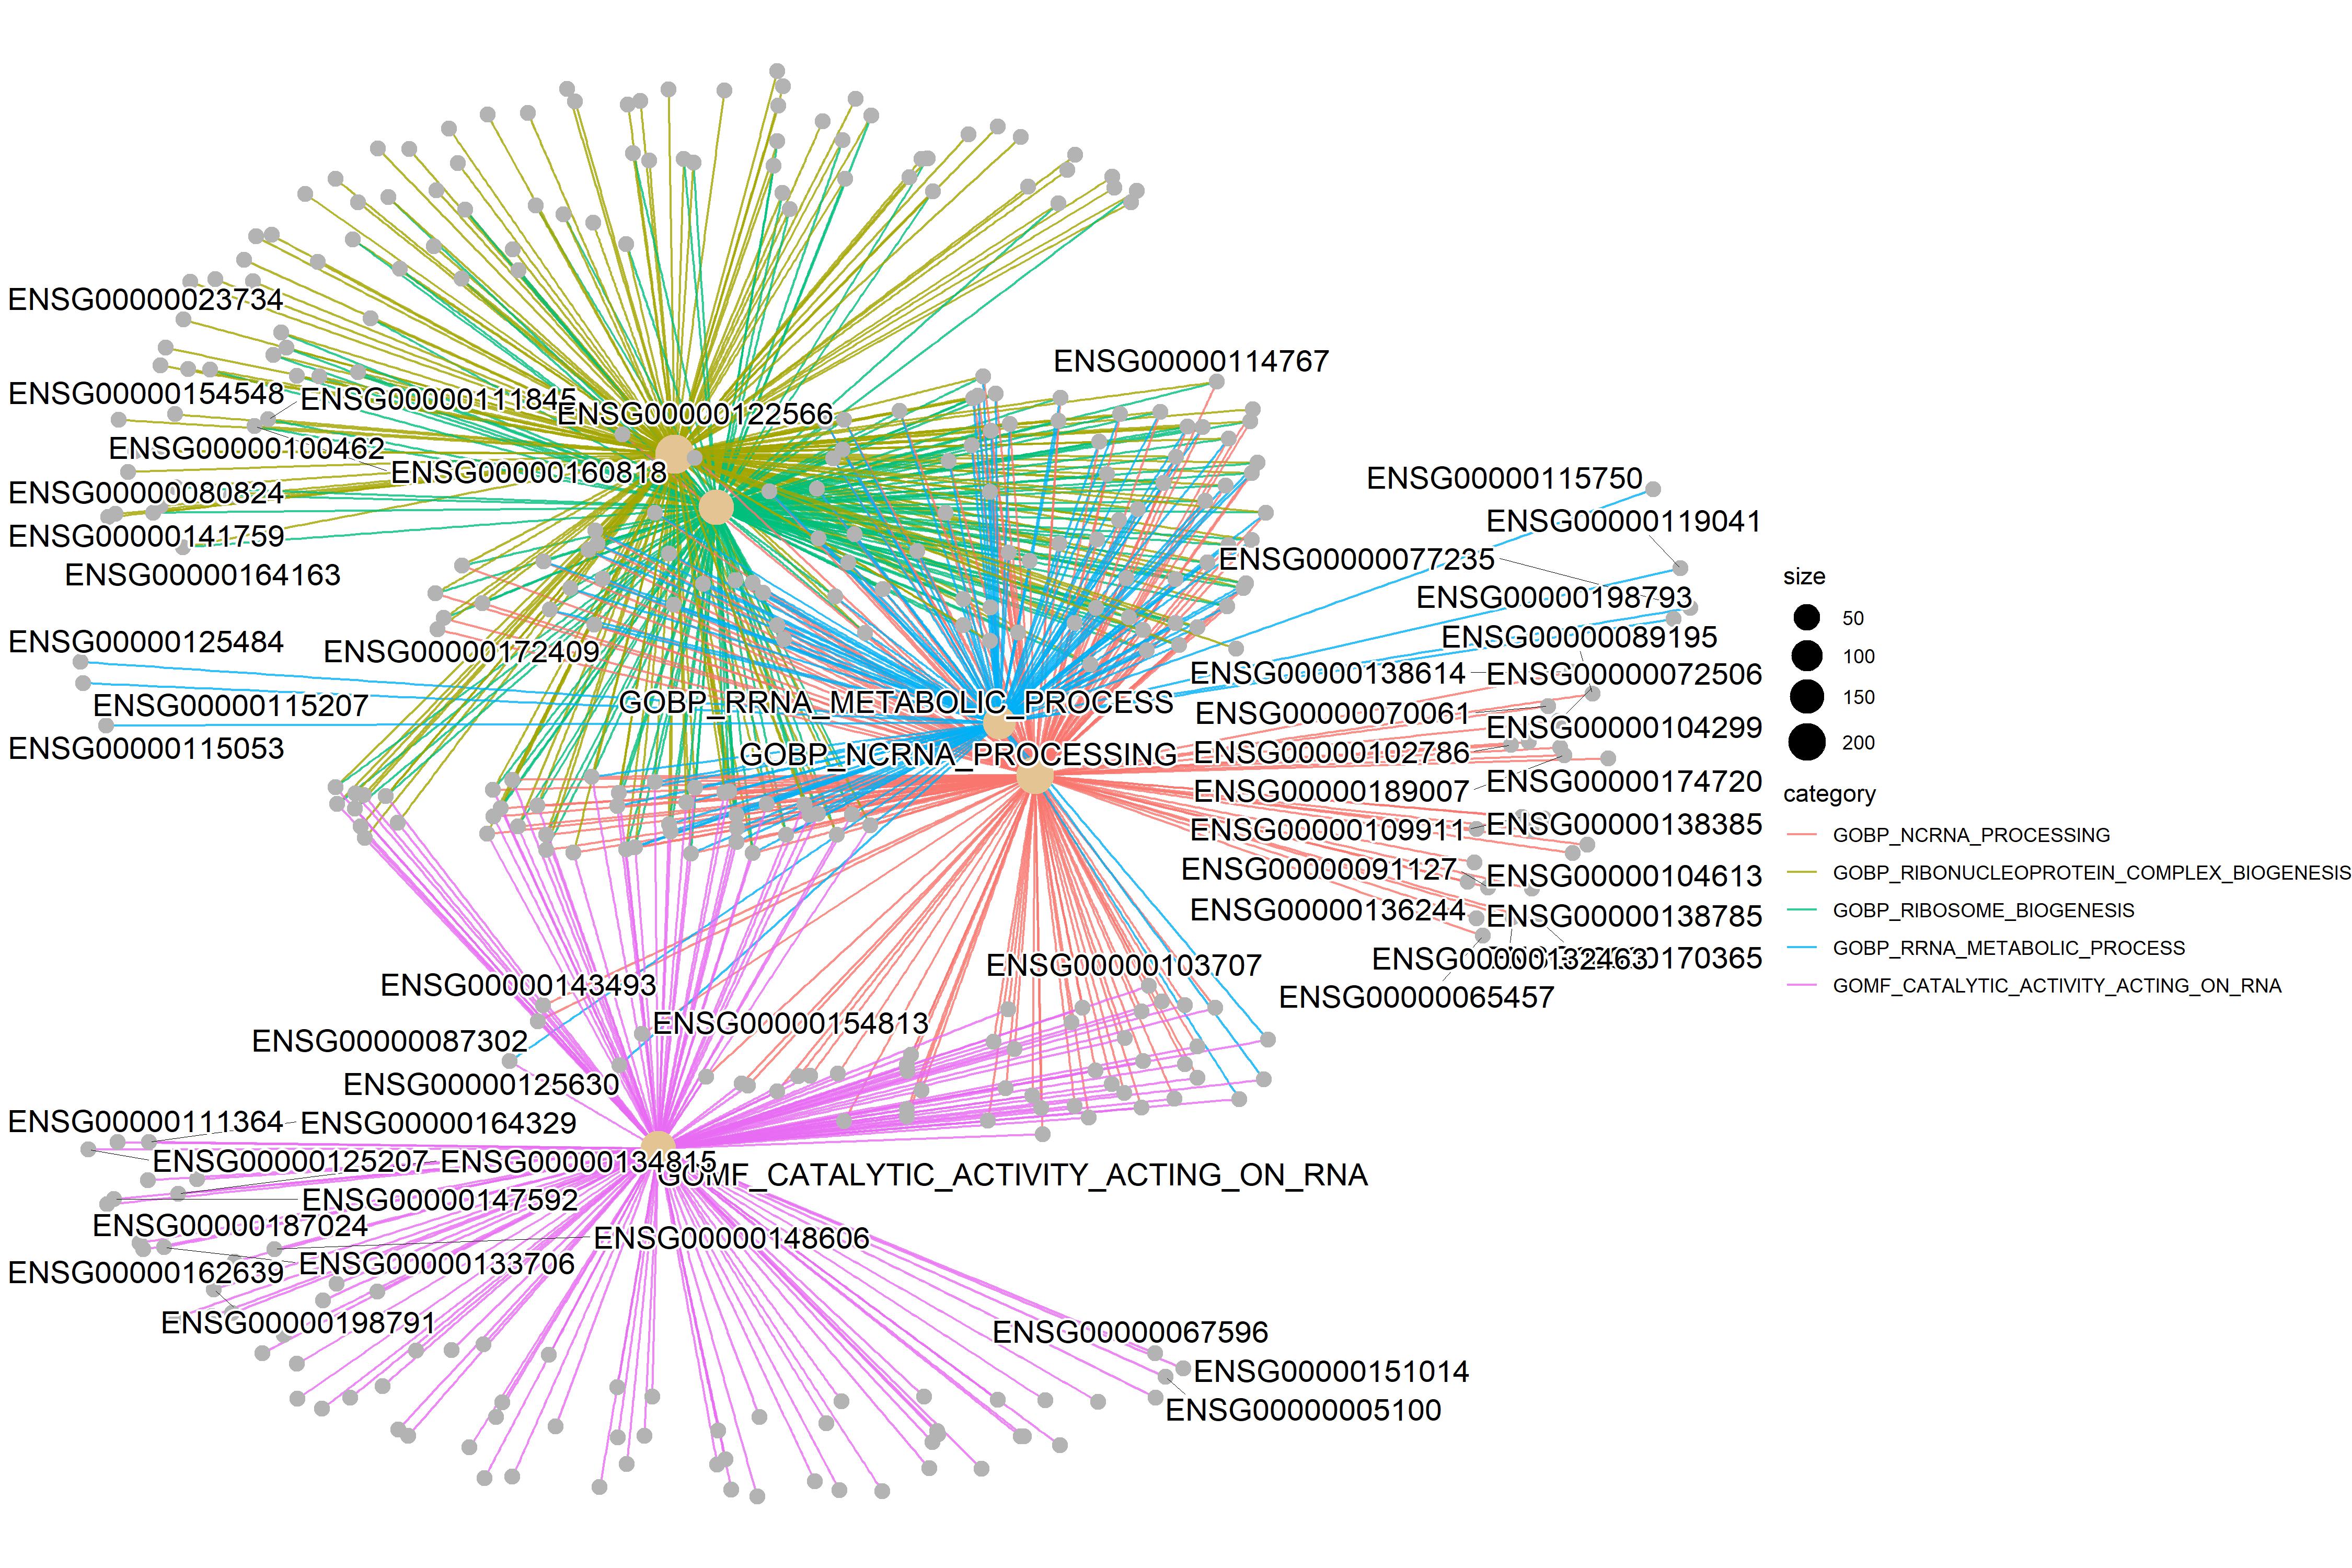 ENSG00000023734
ENSG00000114767
ENSG00000154548
ENSG00000111845
ENSG00000122566
ENSG00000100462
ENSG00000160818
ENSG00000080824
ENSG00000141759
ENSG00000164163
ENSG00000115750
ENSG00000119041
ENSG00000077235
ENSG00000198793
ENSG00000125484
ENSG00000172409
ENSG00000089195
ENSG00000138614
ENSG00000072506
ENSG00000115207
GOBP_RRNA_METABOLIC_PROCESS
ENSG00000070061
ENSG00000104299
ENSG00000115053
GOBP_NCRNA_PROCESSING
ENSG00000102786
ENSG00000174720
ENSG00000189007
ENSG00000109911
ENSG00000138385
ENSG00000091127
ENSG00000104613
ENSG00000136244
ENSG00000138785
ENSG00000132463
0170365
ENSG00000065457
ENSG00000103707
ENSG00000143493
ENSG00000154813
ENSG00000087302
ENSG00000125630
ENSG00000111364
ENSG00000164329
ENSG00000125207
ENSG00000134815
GOMF_CATALYTIC_ACTIVITY_ACTING_ON_RNA
ENSG00000147592
ENSG00000187024
ENSG00000148606
ENSG00000133706
ENSG00000162639
ENSG00000198791
ENSG00000067596
ENSG00000151014
ENSG00000005100
size
50
100
150
200
category
GOBP_NCRNA_PROCESSING
GOBP_RIBONUCLEOPROTEIN_COMPLEX_BIOGENESIS
GOBP_RIBOSOME_BIOGENESIS
GOBP_RRNA_METABOLIC_PROCESS
GOMF_CATALYTIC_ACTIVITY_ACTING_ON_RNA